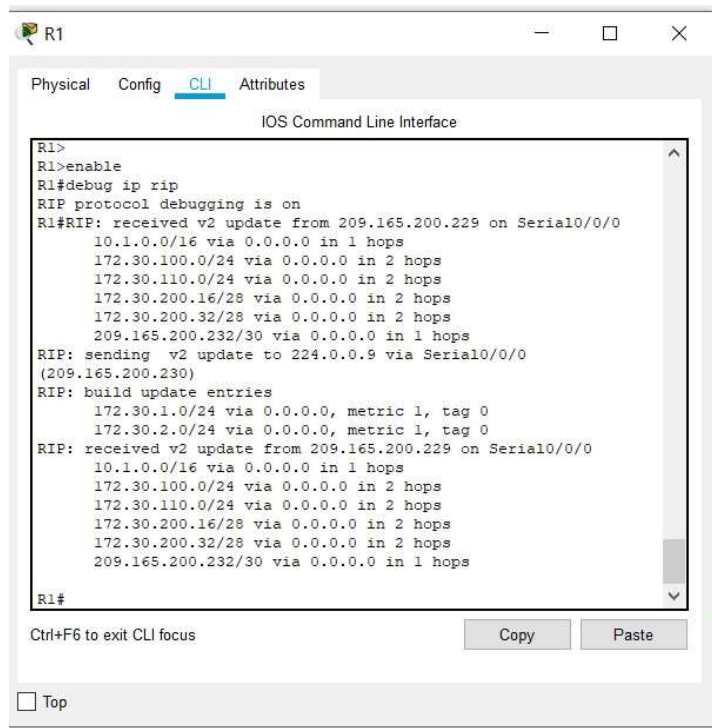 R1
Physical Config CLI Attributes
IOS Command Line Interface
R1>
R1>enable
R1#debug ip rip
RIP protocol debugging is on
R1#RIP: received v2 update from 209.165.200.229 on Serial0/0/0
10.1.0.0/16 via 0.0.0.0 in 1 hops
172.30.100.0/24 via 0.0.0.0 in 2 hops
172.30.110.0/24 via 0.0.0.0 in 2 hops
172.30.200.16/28 via 0.0.0.0 in 2 hops
172.30.200.32/28 via 0.0.0.0 in 2 hops
209.165.200.232/30 via 0.0.0.0 in 1 hops
RIP: sending  v2 update to 224.0.0.9 via Serial0/0/0
(209.165.200.230)
RIP: build update entries
172.30.1.0/24 via 0.0.0.0, metric 1, tag 0
172.30.2.0/24 via 0.0.0.0, metric 1, tag 0
RIP: received v2 update from 209.165.200.229 on Serial0/0/0
10.1.0.0/16 via 0.0.0.0 in 1 hops
172.30.100.0/24 via 0.0.0.0 in 2 hops
172.30.110.0/24 via 0.0.0.0 in 2 hops
172.30.200.16/28 via 0.0.0.0 in 2 hops
172.30.200.32/28 via 0.0.0.0 in 2 hops
209.165.200.232/30 via 0.0.0.0 in 1 hops
R1#
Ctrl+F6 to exit CLI focus Copy Paste
Top